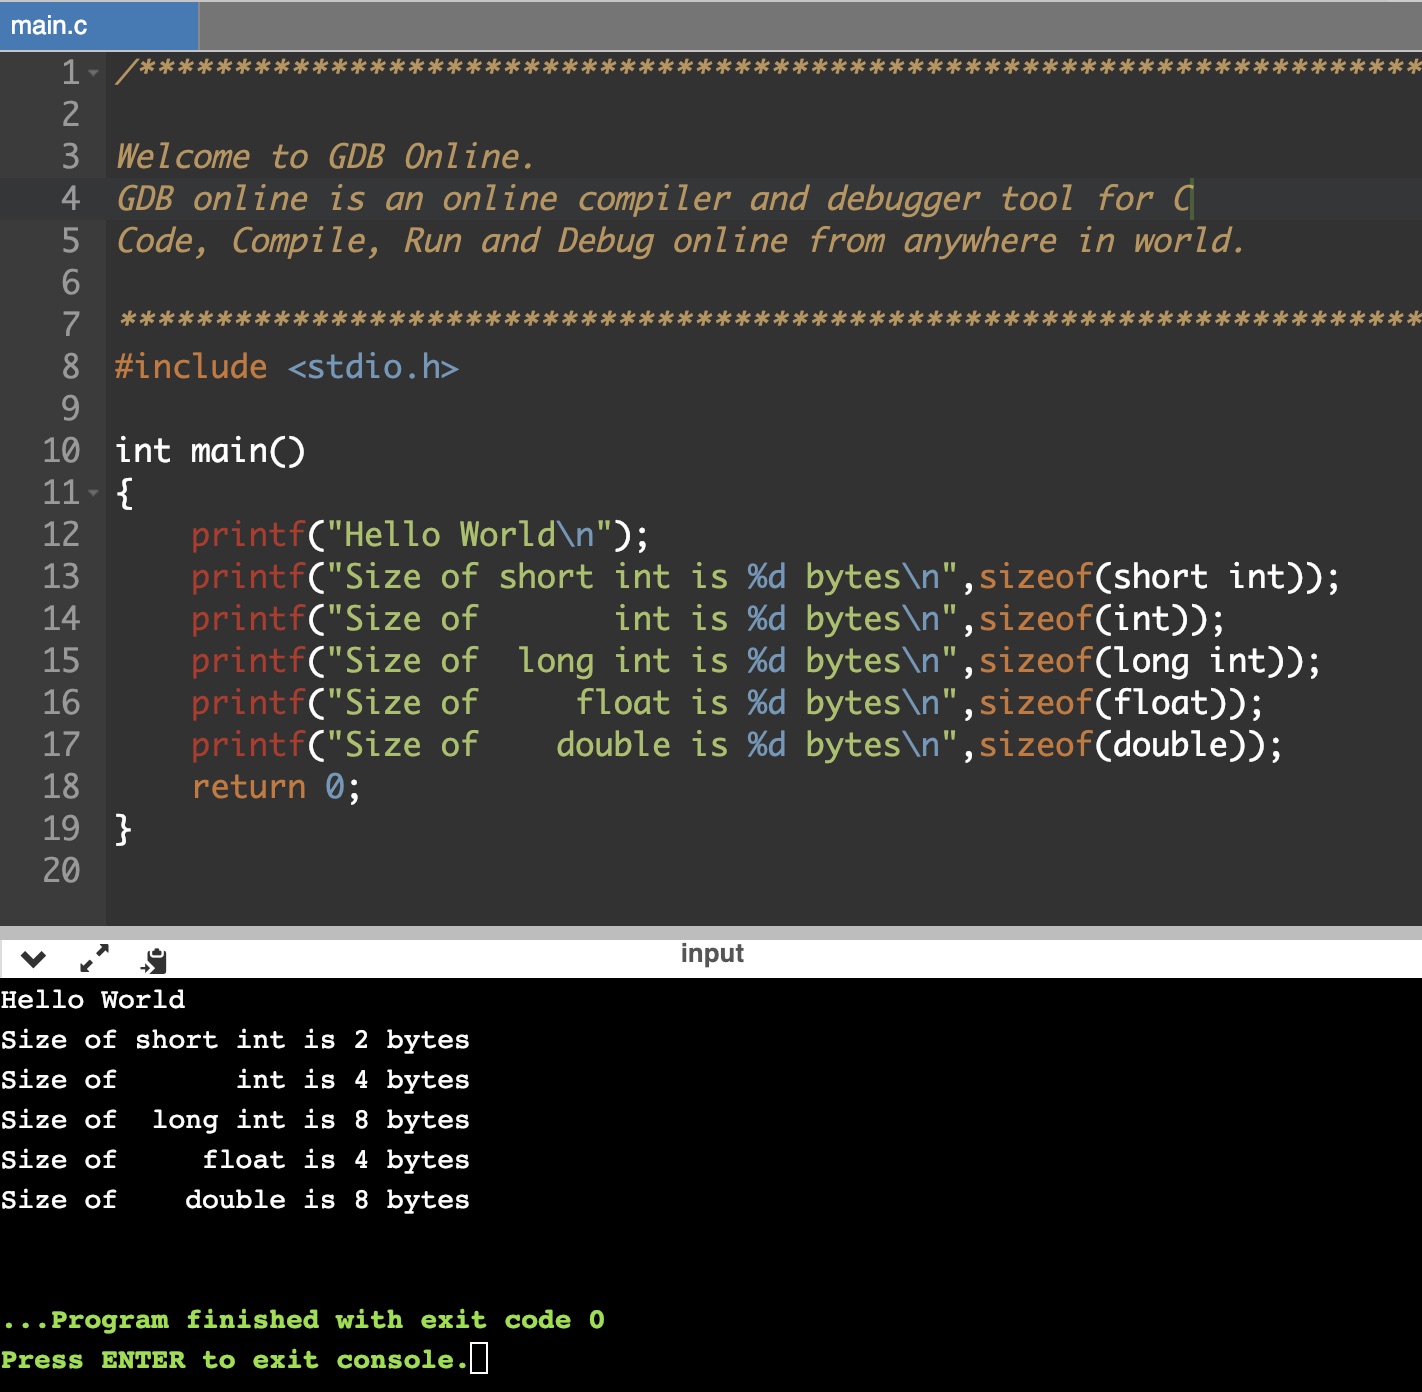 main.c
1 /********************************************************************
2
3 Welcome to GDB Online.
4 GDB online is an online compiler and debugger tool for C
5 Code, Compile, Run and Debug online from anywhere in world.
6
7 ********************************************************************
8 #include <stdio.h>
9
10 int main()
11 {
12     printf("Hello World\n");
13     printf("Size of short int is %d bytes\n",sizeof(short int));
14     printf("Size of       int is %d bytes\n",sizeof(int));
15     printf("Size of  long int is %d bytes\n",sizeof(long int));
16     printf("Size of     float is %d bytes\n",sizeof(float));
17     printf("Size of    double is %d bytes\n",sizeof(double));
18     return 0;
19 }
20
input
Hello World
Size of short int is 2 bytes
Size of       int is 4 bytes
Size of  long int is 8 bytes
Size of     float is 4 bytes
Size of    double is 8 bytes
...Program finished with exit code 0
Press ENTER to exit console.